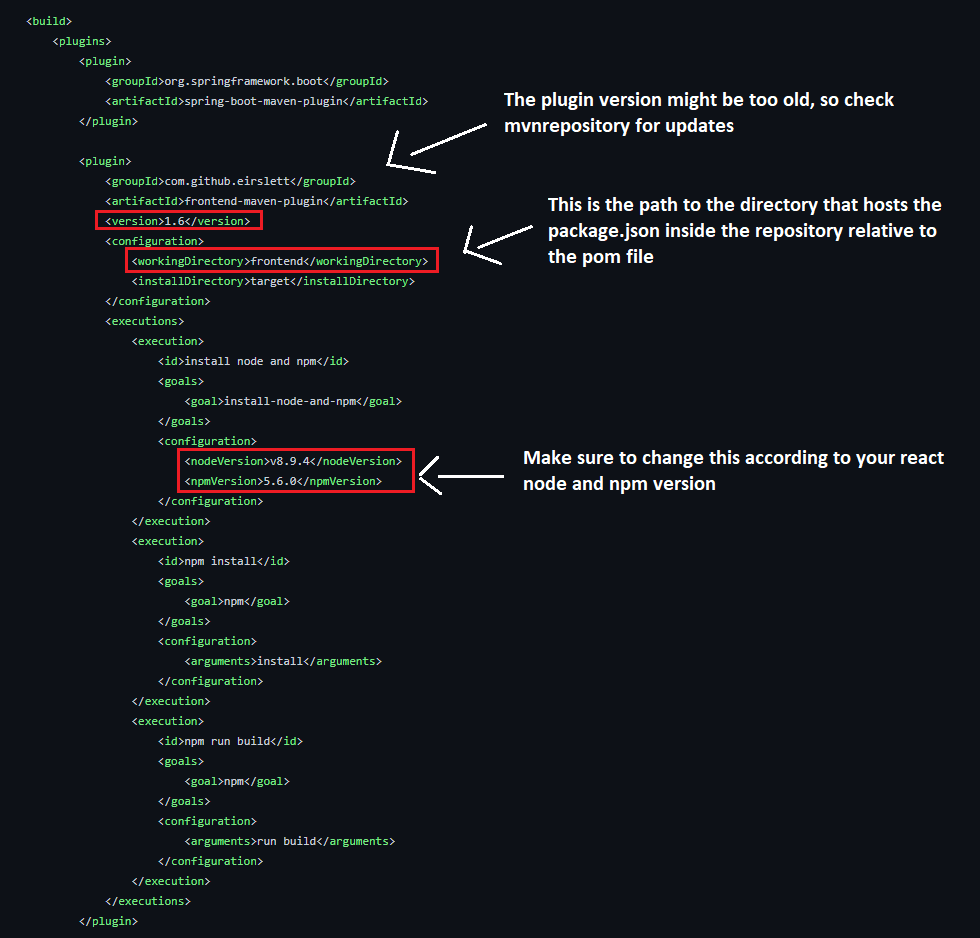 <build>
<plugins>
<plugin>
<groupId>org.springframework.boot</groupId>
<artifactId>spring-boot-maven-plugin</artifactId>
</plugin>
The plugin version might be too old, so check
mvnrepository for updates
<plugin>
<groupId>com.github.eirslett</groupId>
<artifactId>frontend-maven-plugin</artifactId>
<version>1.6</version>
<configuration>
<workingDirectory>frontend</workingDirectory>
<installDirectory>target</installDirectory>
</configuration>
This is the path to the directory that hosts the
package.json inside the repository relative to
the pom file
<executions>
<execution>
<id>install node and npm</id>
<goals>
<goal>install-node-and-npm</goal>
</goals>
<configuration>
<nodeVersion>v8.9.4</nodeVersion>
<npmVersion>5.6.0</npmVersion>
</configuration>
Make sure to change this according to your react
node and npm version
</execution>
<execution>
<id>npm install</id>
<goals>
<goal>npm</goal>
</goals>
<configuration>
<arguments>install</arguments>
</configuration>
</execution>
<execution>
<id>npm run build</id>
<goals>
<goal>npm</goal>
</goals>
<configuration>
<arguments>run build</arguments>
</configuration>
</execution>
</executions>
</plugin>